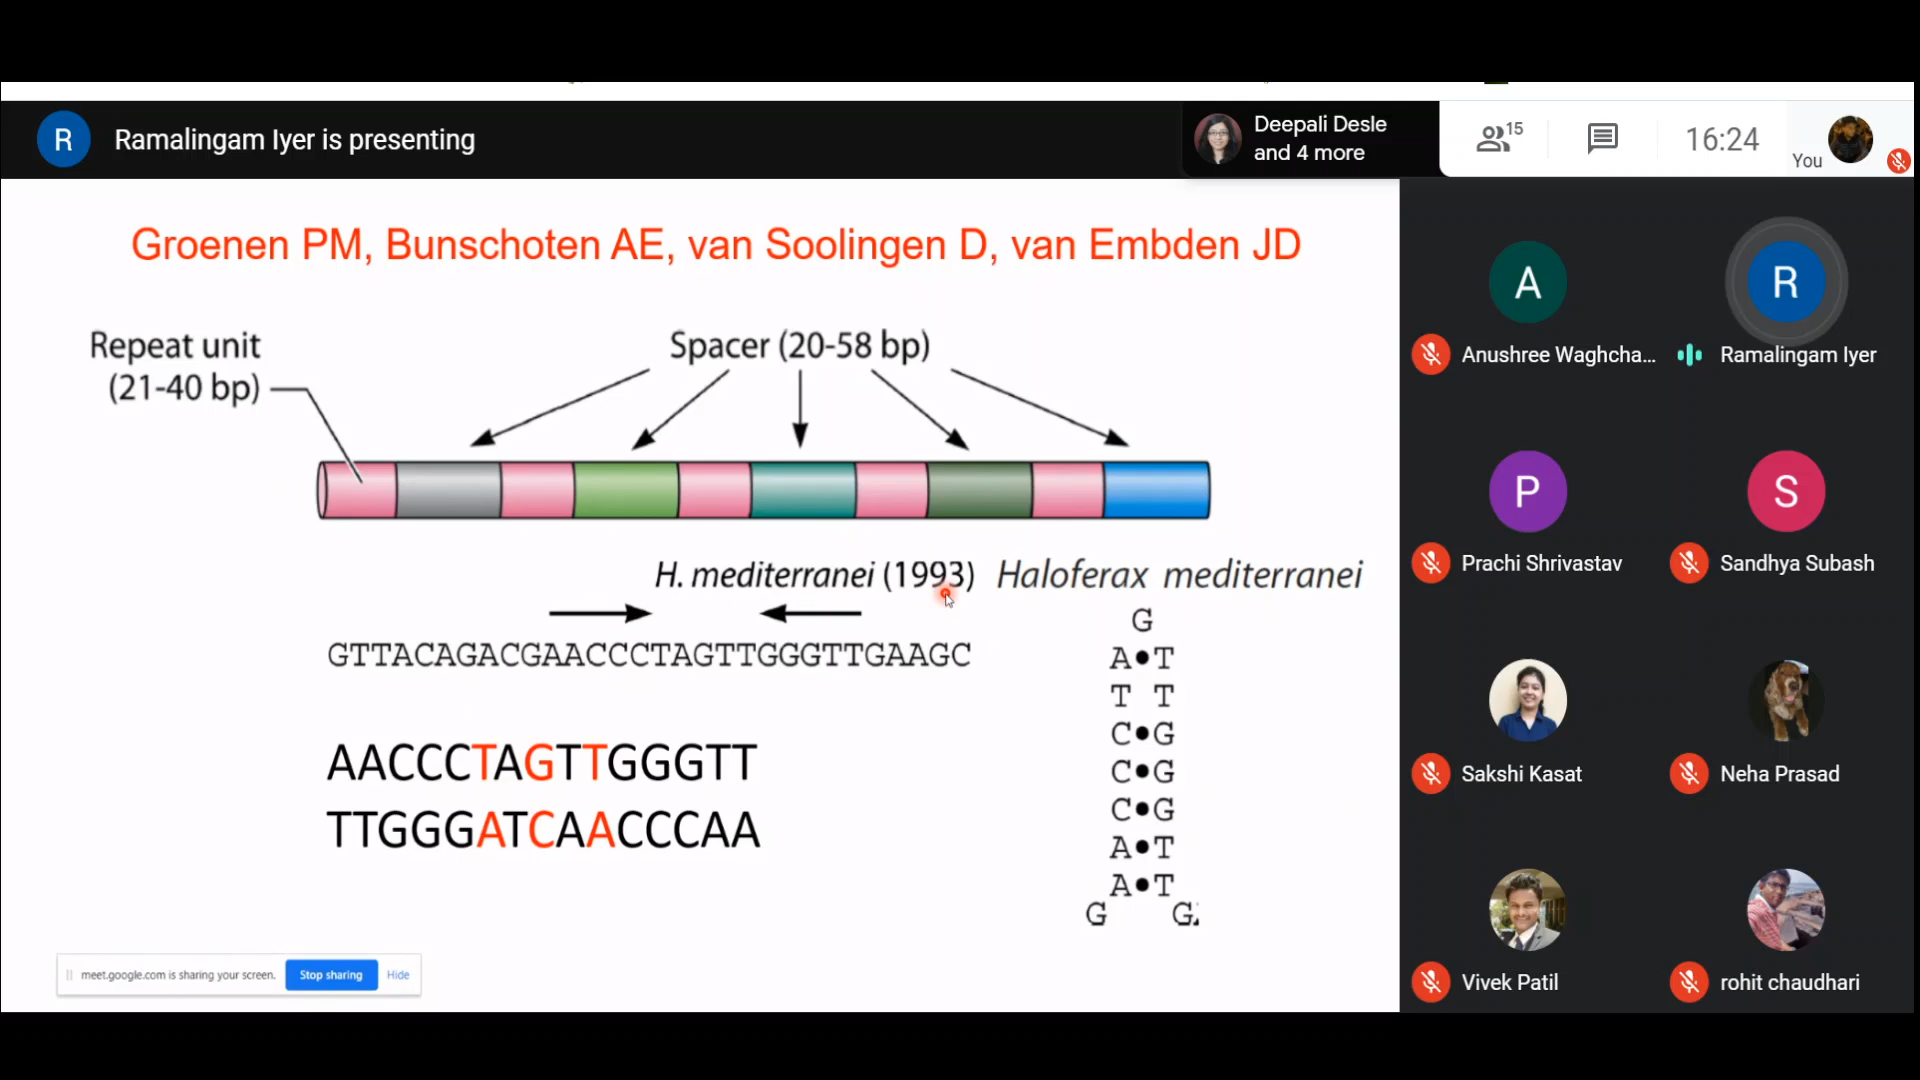 R Ramalingam Iyer is presenting
Deepali Desle
and 4 more
15
16:24
You
Groenen PM, Bunschoten AE, van Soolingen D, van Embden JD
Repeat unit
(21-40 bp)
Spacer (20-58 bp)
H. mediterranei (1993) Haloferax mediterranei
GTTACAGACGAACCCTAGTTGGGTTGAAGC
AACCCTAGTTGGGTT
TTGGGATCAACCCAA
G
A•T
T T
C•G
C•G
C•G
A•T
A•T
G G
meet.google.com is sharing your screen. Stop sharing Hide
A
Anushree Waghcha...
R
Ramalingam Iyer
P
Prachi Shrivastav
S
Sandhya Subash
Sakshi Kasat
Neha Prasad
Vivek Patil
rohit chaudhari